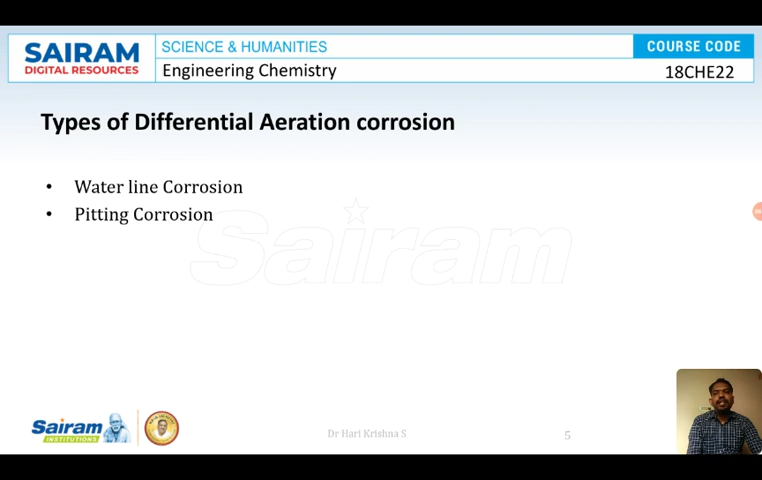 SAIRAM
DIGITAL RESOURCES
SCIENCE & HUMANITIES
COURSE CODE
Engineering Chemistry
18CHE22
Types of Differential Aeration corrosion
• Water line Corrosion
• Pitting Corrosion
Sairam
Sairam
INSTITUTIONS
Dr Hari Krishna S
5